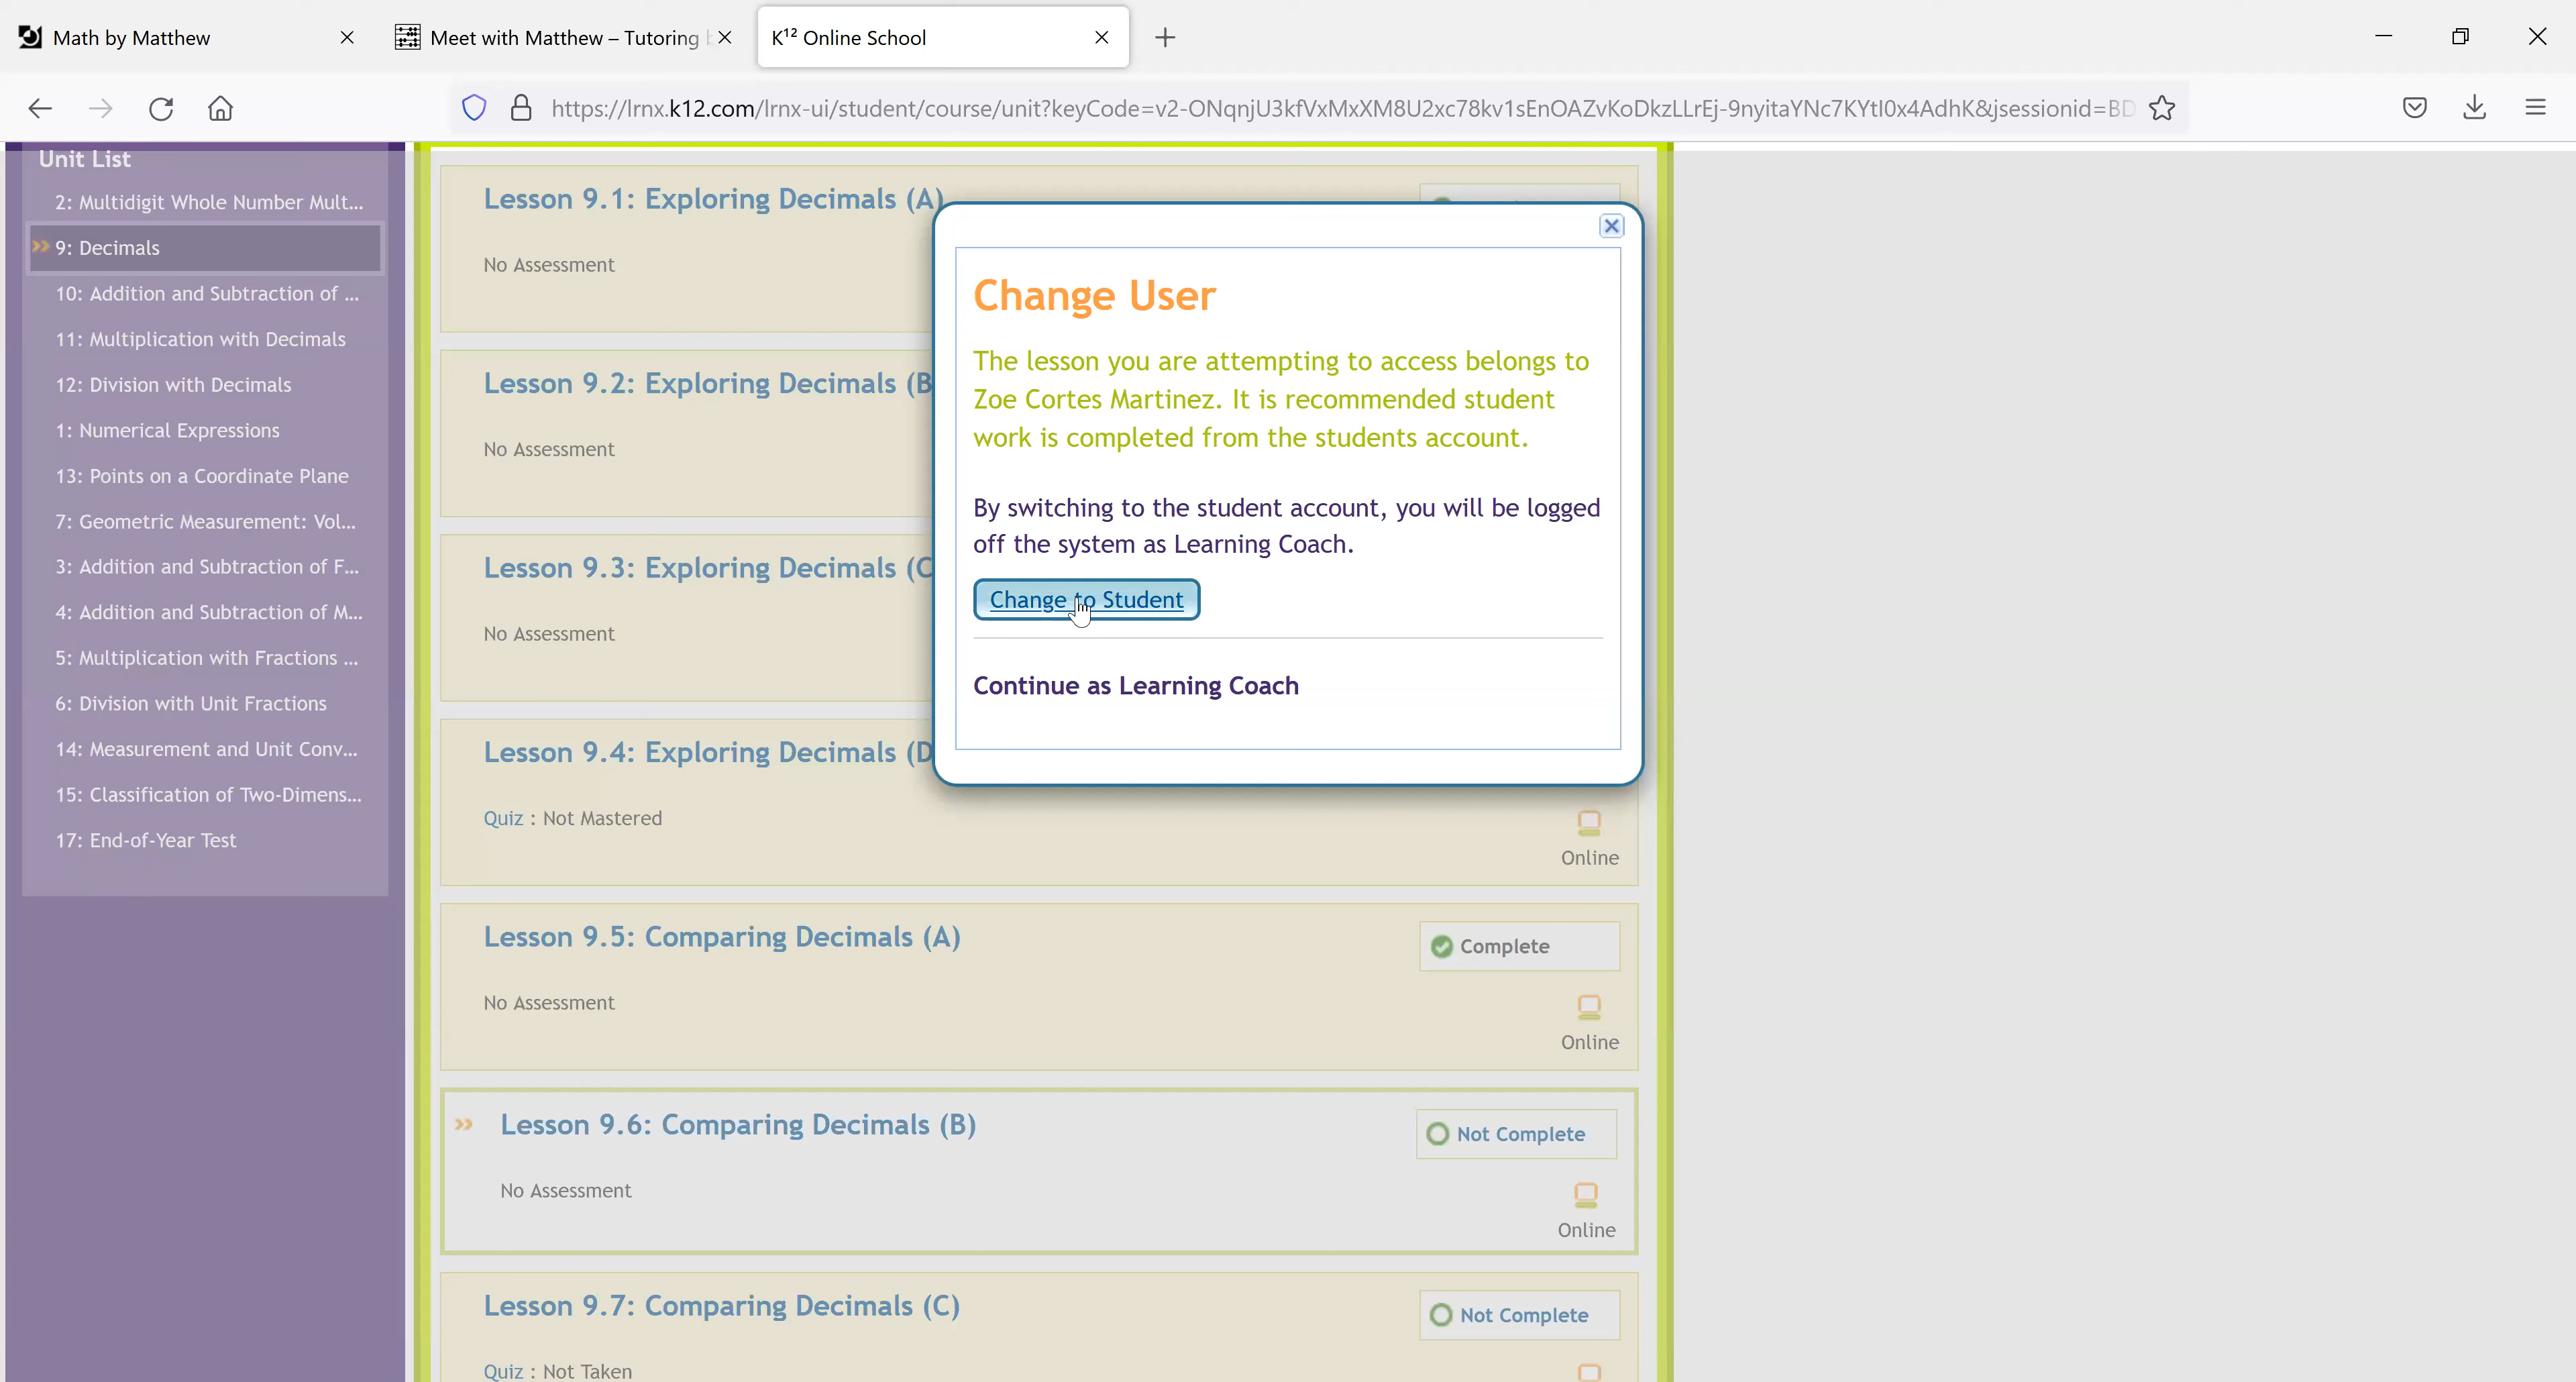 Math by Matthew
Meet with Matthew – Tutoring
K¹² Online School
https://lrnx.k12.com/lrnx-ui/student/course/unit?keyCode=v2-ONqnjU3kfVxMxXM8U2xc78kv1sEnOAZvKoDkzLLrEj-9nyitaYNc7KYtl0x4AdhK&jsessionid=BD
Unit List
2: Multidigit Whole Number Mult...
9: Decimals
10: Addition and Subtraction of ...
11: Multiplication with Decimals
12: Division with Decimals
1: Numerical Expressions
13: Points on a Coordinate Plane
7: Geometric Measurement: Vol...
3: Addition and Subtraction of F...
4: Addition and Subtraction of M...
5: Multiplication with Fractions ...
6: Division with Unit Fractions
14: Measurement and Unit Conv...
15: Classification of Two-Dimens...
17: End-of-Year Test
Lesson 9.1: Exploring Decimals (A)
No Assessment
Lesson 9.2: Exploring Decimals (B
No Assessment
Lesson 9.3: Exploring Decimals (C
No Assessment
Lesson 9.4: Exploring Decimals (D
Quiz : Not Mastered
Online
Lesson 9.5: Comparing Decimals (A)
Complete
No Assessment
Online
Lesson 9.6: Comparing Decimals (B)
Not Complete
No Assessment
Online
Lesson 9.7: Comparing Decimals (C)
Not Complete
Quiz : Not Taken
Change User
The lesson you are attempting to access belongs to
Zoe Cortes Martinez. It is recommended student
work is completed from the students account.
By switching to the student account, you will be logged
off the system as Learning Coach.
Change to Student
Continue as Learning Coach